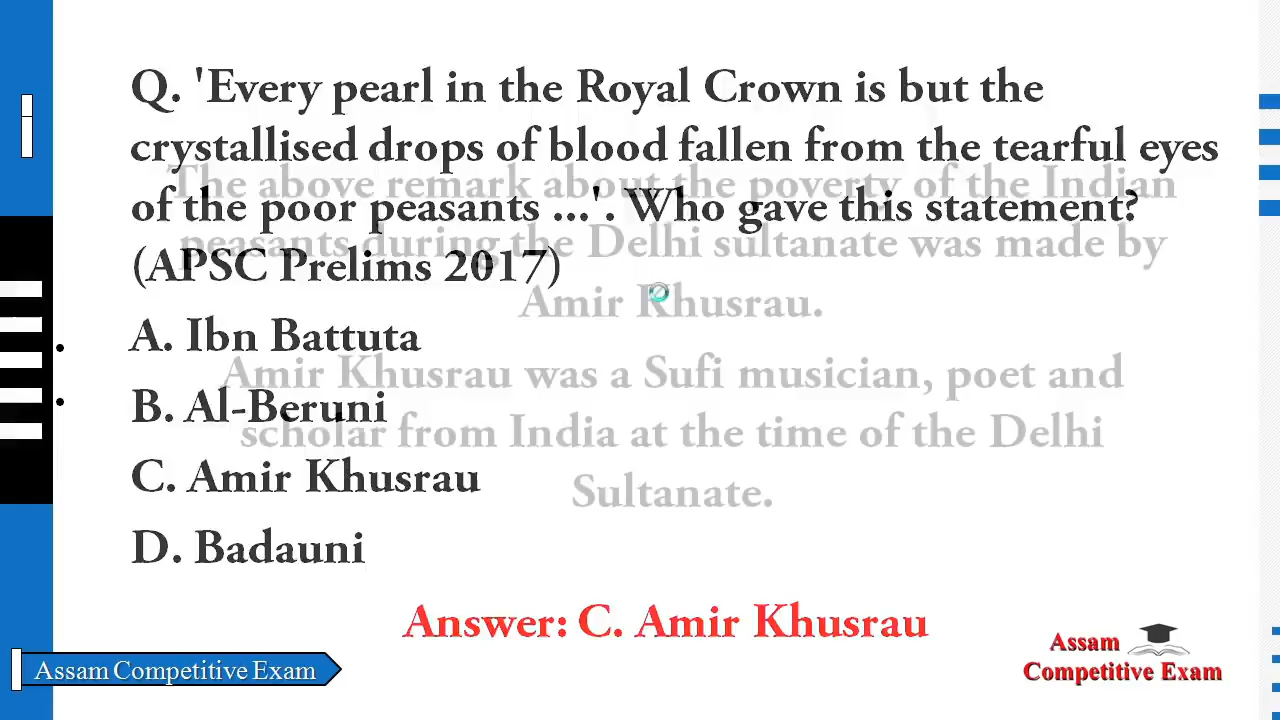 Q. 'Every pearl in the Royal Crown is but the
crystallised drops of blood fallen from the tearful eyes
of the poor peasants ...'. Who gave this statement?
(APSC Prelims 2017)
A. Ibn Battuta
B. Al-Beruni
C. Amir Khusrau
D. Badauni
Answer: C. Amir Khusrau
The above remark about the poverty of the Indian
peasants during the Delhi sultanate was made by
Amir Khusrau.
Amir Khusrau was a Sufi musician, poet and
scholar from India at the time of the Delhi
Sultanate.
Assam Competitive Exam
Assam
Competitive Exam